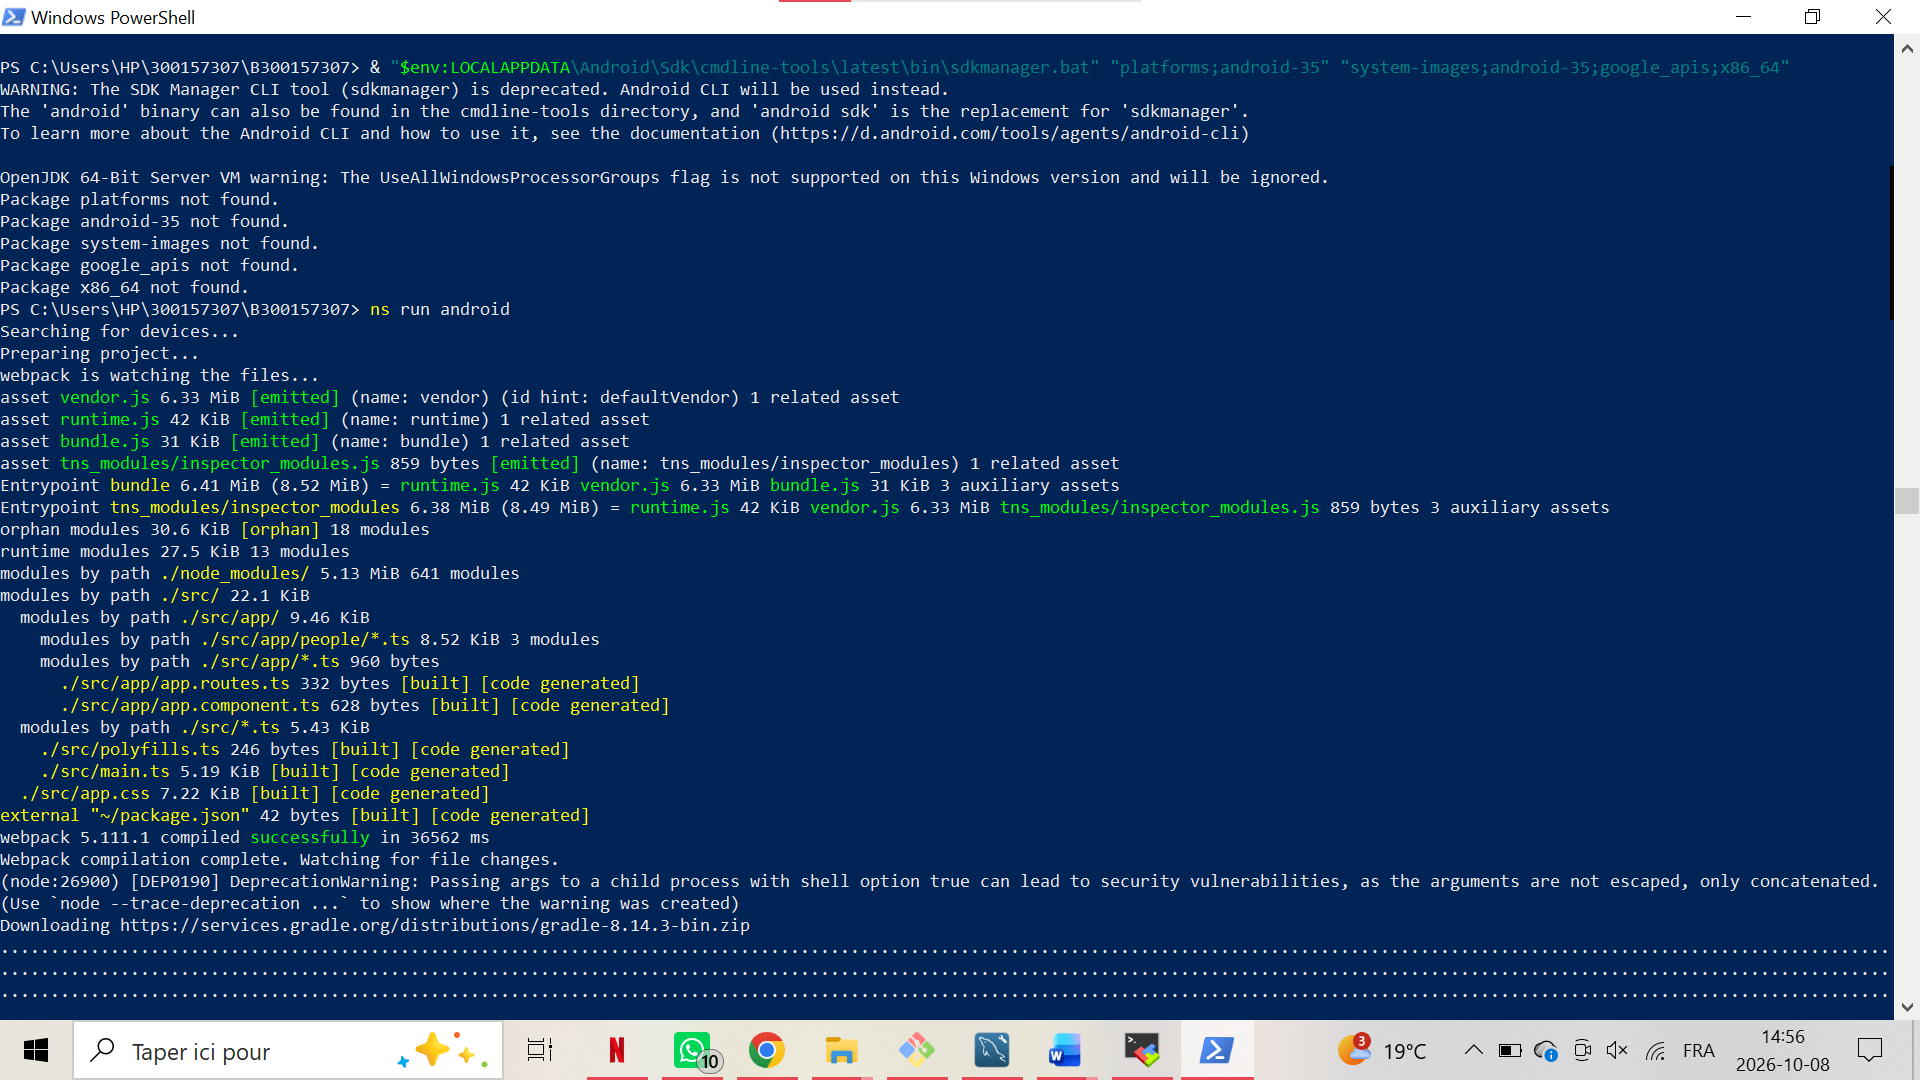 Windows PowerShell
PS C:\Users\HP\300157307\B300157307> & "$env:LOCALAPPDATA\Android\Sdk\cmdline-tools\latest\bin\sdkmanager.bat" "platforms;android-35" "system-images;android-35;google_apis;x86_64"
WARNING: The SDK Manager CLI tool (sdkmanager) is deprecated. Android CLI will be used instead.
The 'android' binary can also be found in the cmdline-tools directory, and 'android sdk' is the replacement for 'sdkmanager'.
To learn more about the Android CLI and how to use it, see the documentation (https://d.android.com/tools/agents/android-cli)
OpenJDK 64-Bit Server VM warning: The UseAllWindowsProcessorGroups flag is not supported on this Windows version and will be ignored.
Package platforms not found.
Package android-35 not found.
Package system-images not found.
Package google_apis not found.
Package x86_64 not found.
PS C:\Users\HP\300157307\B300157307> ns run android
Searching for devices...
Preparing project...
webpack is watching the files...
asset vendor.js 6.33 MiB [emitted] (name: vendor) (id hint: defaultVendor) 1 related asset
asset runtime.js 42 KiB [emitted] (name: runtime) 1 related asset
asset bundle.js 31 KiB [emitted] (name: bundle) 1 related asset
asset tns_modules/inspector_modules.js 859 bytes [emitted] (name: tns_modules/inspector_modules) 1 related asset
Entrypoint bundle 6.41 MiB (8.52 MiB) = runtime.js 42 KiB vendor.js 6.33 MiB bundle.js 31 KiB 3 auxiliary assets
Entrypoint tns_modules/inspector_modules 6.38 MiB (8.49 MiB) = runtime.js 42 KiB vendor.js 6.33 MiB tns_modules/inspector_modules.js 859 bytes 3 auxiliary assets
orphan modules 30.6 KiB [orphan] 18 modules
runtime modules 27.5 KiB 13 modules
modules by path ./node_modules/ 5.13 MiB 641 modules
modules by path ./src/ 22.1 KiB
  modules by path ./src/app/ 9.46 KiB
    modules by path ./src/app/people/*.ts 8.52 KiB 3 modules
    modules by path ./src/app/*.ts 960 bytes
      ./src/app/app.routes.ts 332 bytes [built] [code generated]
      ./src/app/app.component.ts 628 bytes [built] [code generated]
  modules by path ./src/*.ts 5.43 KiB
    ./src/polyfills.ts 246 bytes [built] [code generated]
    ./src/main.ts 5.19 KiB [built] [code generated]
  ./src/app.css 7.22 KiB [built] [code generated]
external "~/package.json" 42 bytes [built] [code generated]
webpack 5.111.1 compiled successfully in 36562 ms
Webpack compilation complete. Watching for file changes.
(node:26900) [DEP0190] DeprecationWarning: Passing args to a child process with shell option true can lead to security vulnerabilities, as the arguments are not escaped, only concatenated.
(Use `node --trace-deprecation ...` to show where the warning was created)
Downloading https://services.gradle.org/distributions/gradle-8.14.3-bin.zip
Taper ici pour
10
3
19°C
FRA
14:56
2026-10-08